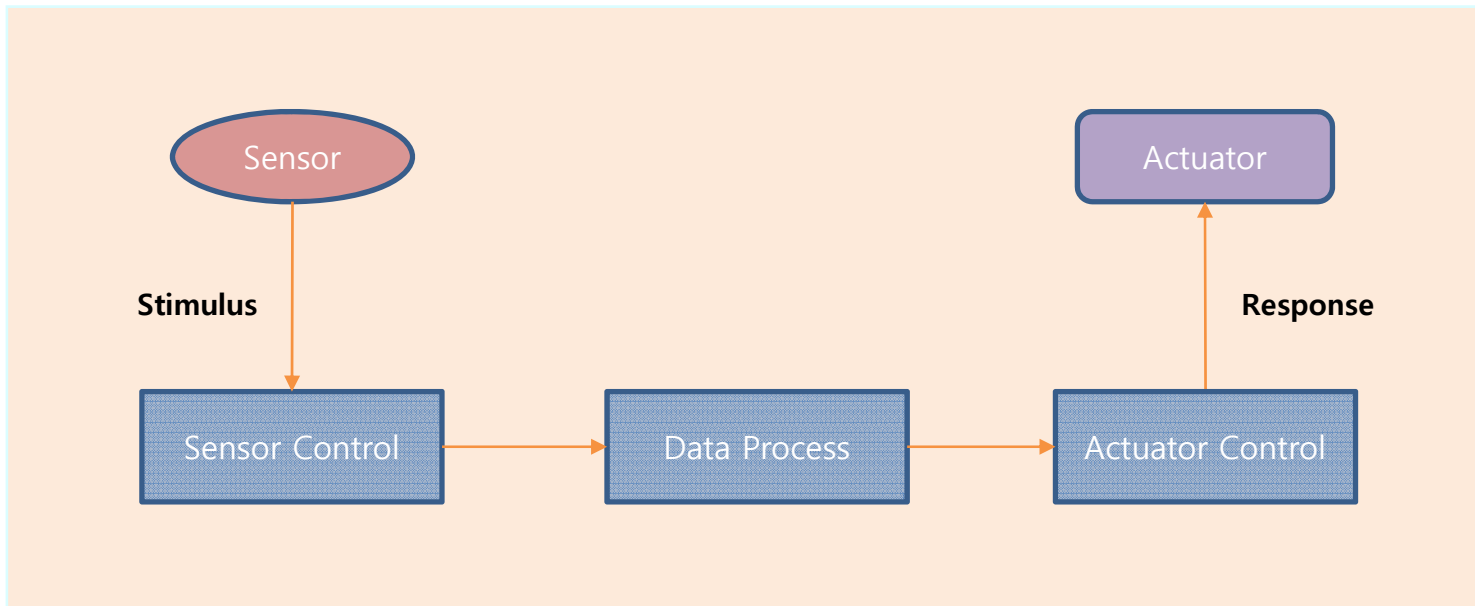 Sensor
Actuator
Stimulus
Response
Sensor Control
Data Process
Actuator Control